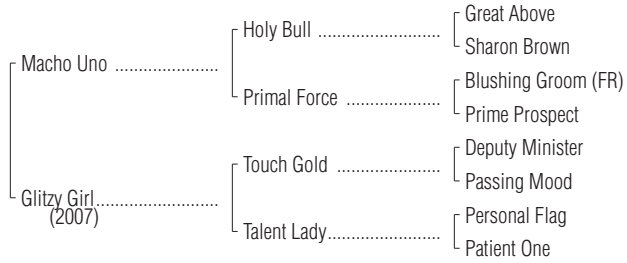 Great Above
Holy Bull ........................
Sharon Brown
Macho Uno ....................
Blushing Groom (FR)
Primal Force ..................
Prime Prospect
Deputy Minister
Touch Gold ....................
Passing Mood
Glitzy Girl........................
(2007)
Personal Flag
Talent Lady......................
Patient One